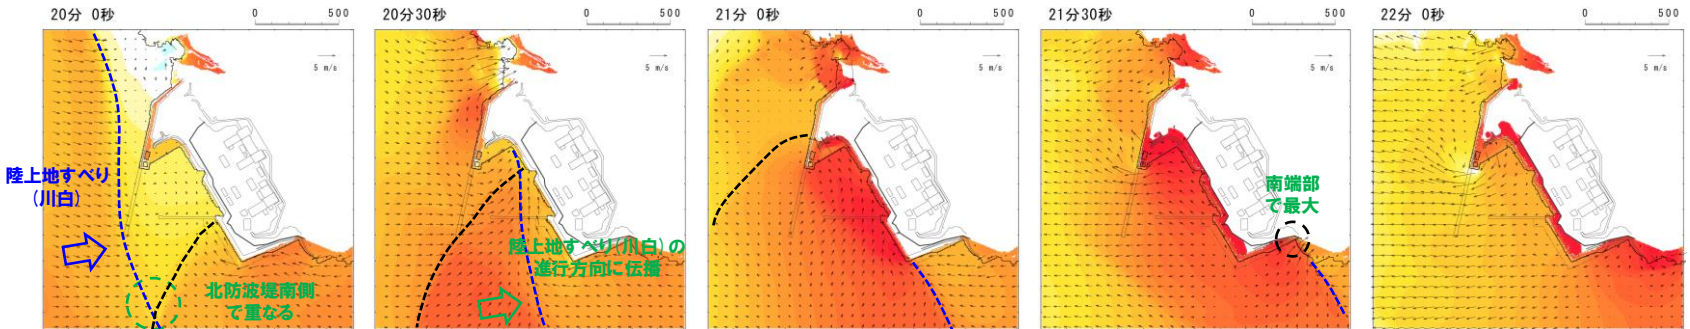 20分 0秒
0 500
5 m/s
陸上地すべり
(川白)
北防波堤南側
で重なる
20分30秒
0 500
5 m/s
陸上地すべり(川白)の
進行方向に伝播
21分 0秒
0 500
5 m/s
21分30秒
0 500
5 m/s
南端部
で最大
22分 0秒
0 500
5 m/s